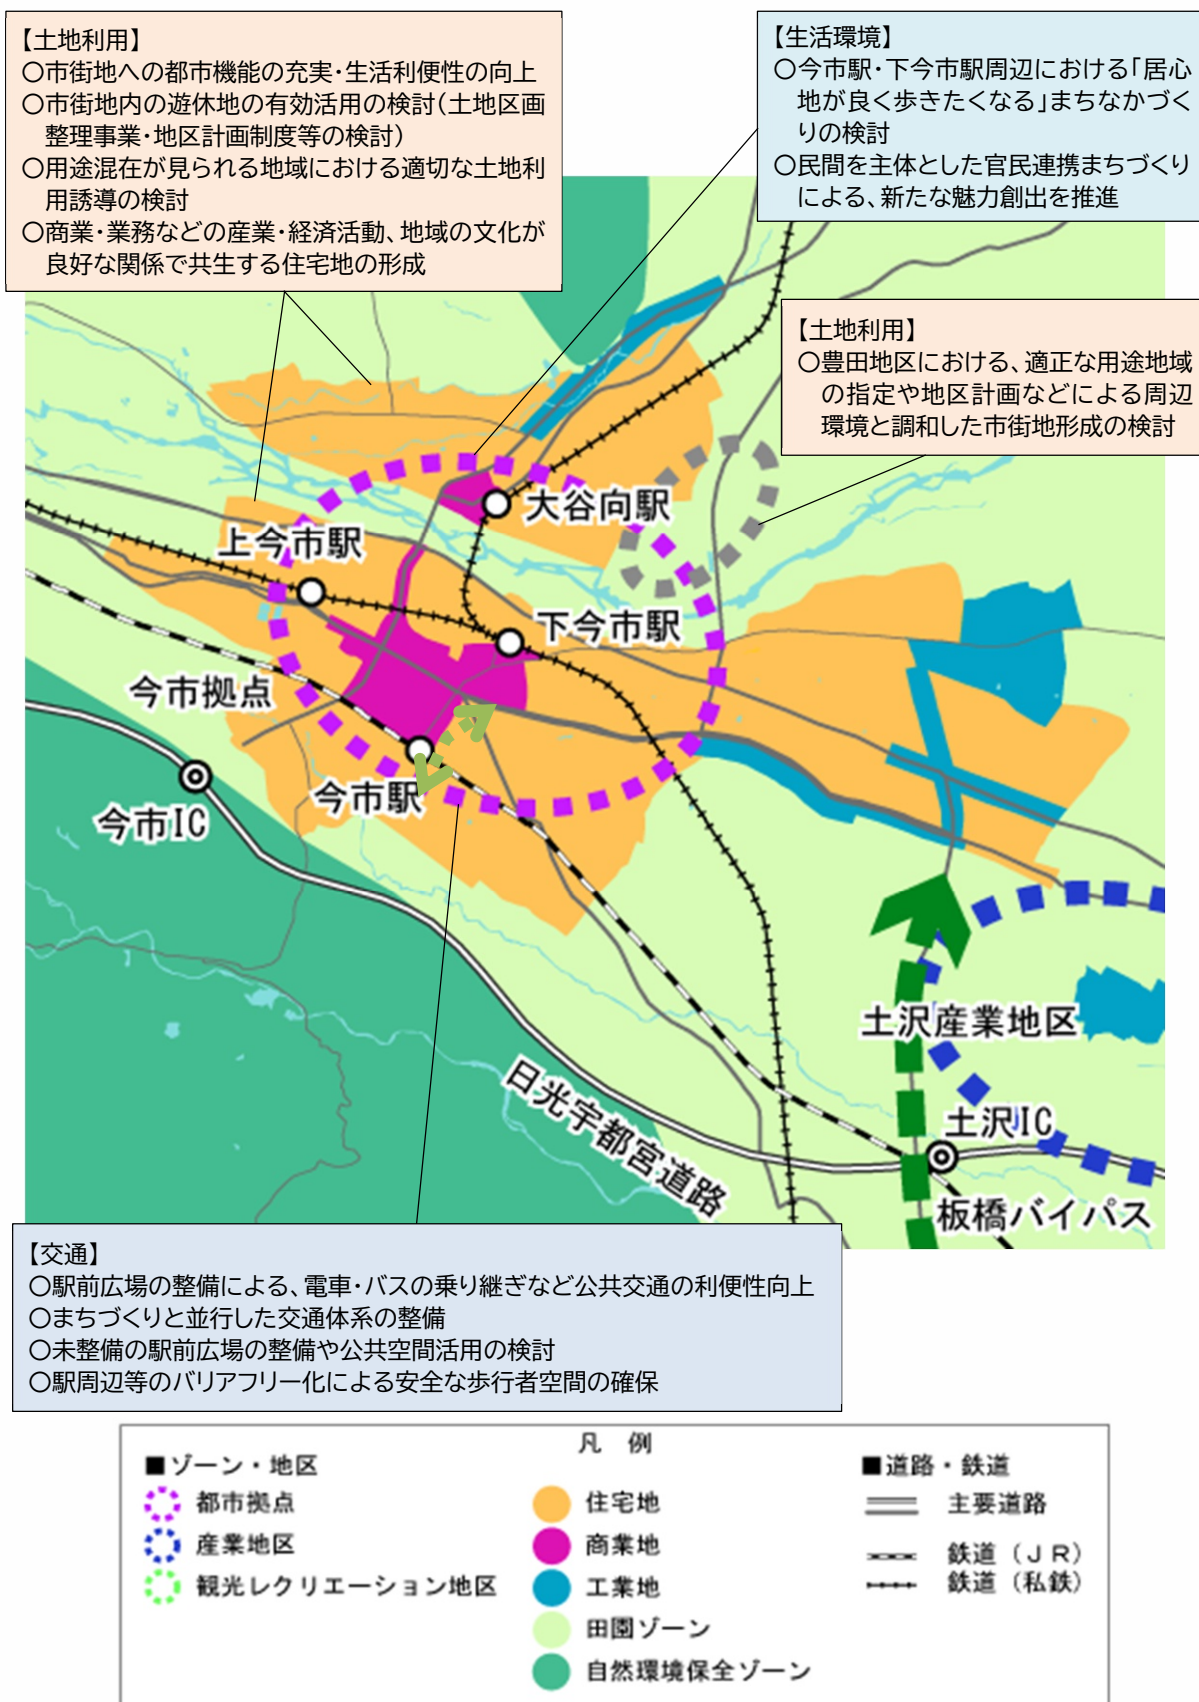 【土地利用】
〇市街地への都市機能の充実・生活利便性の向上
〇市街地内の遊休地の有効活用の検討（土地区画
整理事業・地区計画制度等の検討）
〇用途混在が見られる地域における適切な土地利
用誘導の検討
〇商業・業務などの産業・経済活動、地域の文化が
良好な関係で共生する住宅地の形成
【生活環境】
〇今市駅・下今市駅周辺における「居心
地が良く歩きたくなる」まちなかづく
りの検討
〇民間を主体とした官民連携まちづくり
による、新たな魅力創出を推進
【土地利用】
〇豊田地区における、適正な用途地域
の指定や地区計画などによる周辺
環境と調和した市街地形成の検討
大谷向駅
上今市駅
下今市駅
今市拠点
今市駅
今市IC
土沢産業地区
日光宇都宮道路
土沢IC
板橋バイパス
【交通】
〇駅前広場の整備による、電車・バスの乗り継ぎなど公共交通の利便性向上
〇まちづくりと並行した交通体系の整備
〇未整備の駅前広場の整備や公共空間活用の検討
〇駅周辺等のバリアフリー化による安全な歩行者空間の確保
凡 例
■ゾーン・地区
都市拠点
産業地区
観光レクリエーション地区
住宅地
商業地
工業地
田園ゾーン
自然環境保全ゾーン
■道路・鉄道
主要道路
鉄道（ＪＲ）
鉄道（私鉄）